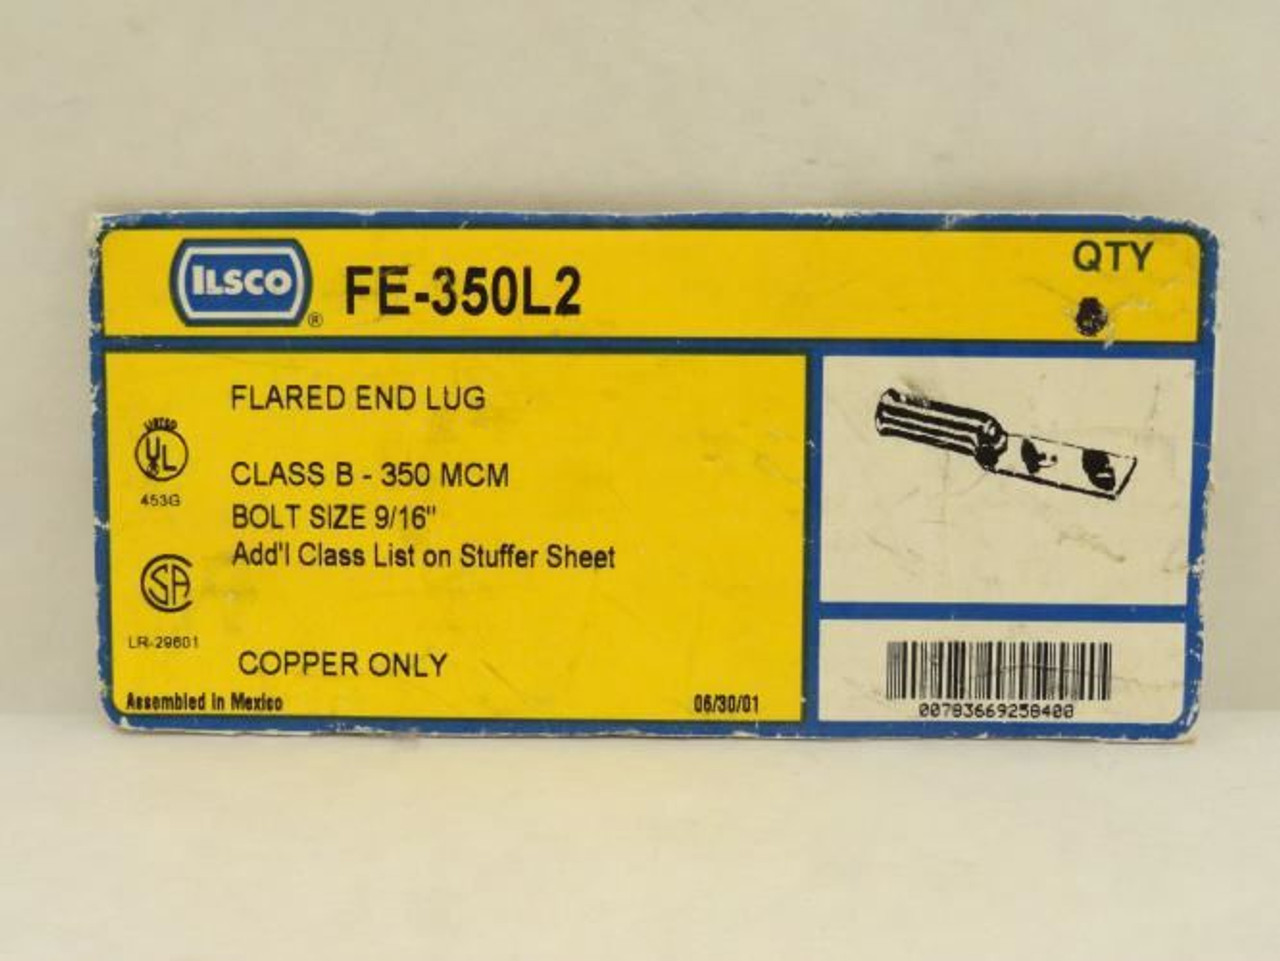 ILSCO ® FE-350L2 QTY
FLARED END LUG
LISTED
UL
453G
CLASS B - 350 MCM
BOLT SIZE 9/16"
Add'l Class List on Stuffer Sheet
SA
LR-29601
COPPER ONLY
Assembled in Mexico 06/30/01
00783669258400